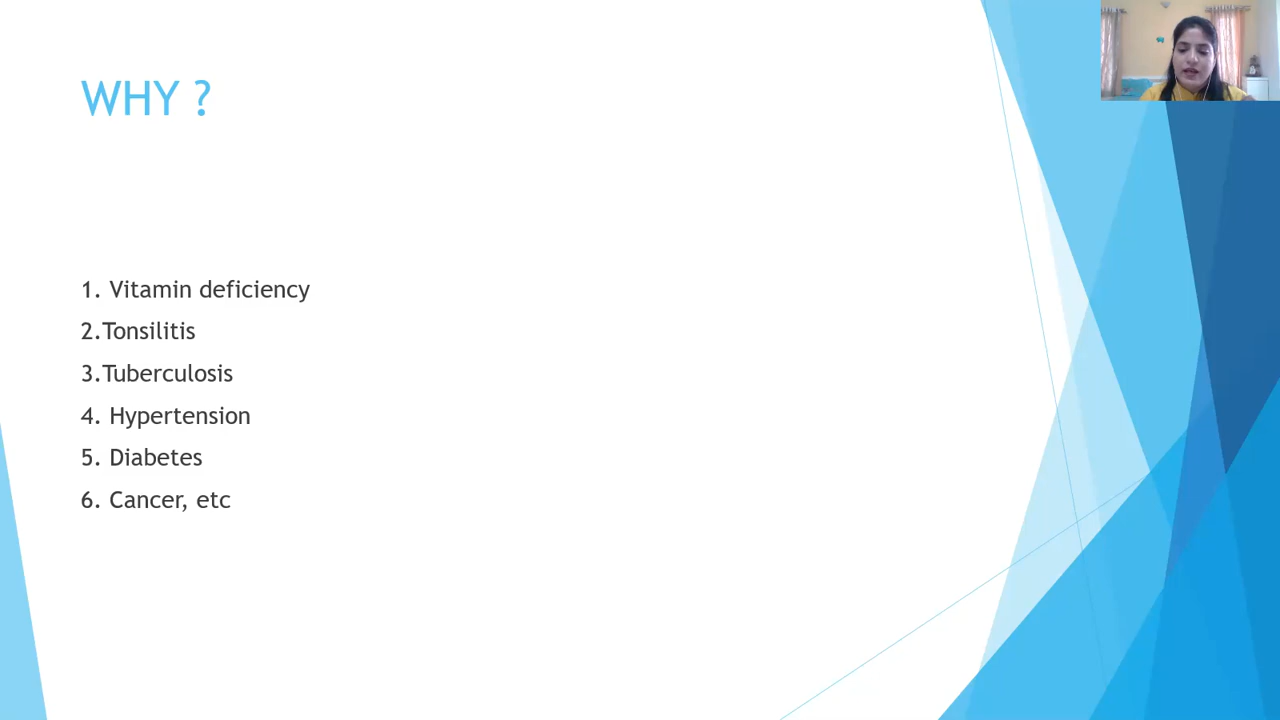 WHY ?
1. Vitamin deficiency
2.Tonsilitis
3.Tuberculosis
4. Hypertension
5. Diabetes
6. Cancer, etc